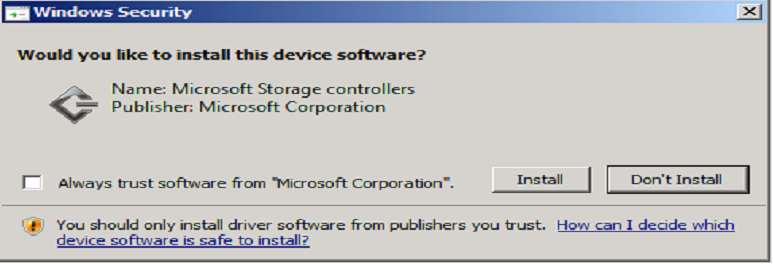 Windows Security
Would you like to install this device software?
Name: Microsoft Storage controllers
Publisher: Microsoft Corporation
Always trust software from "Microsoft Corporation".
Install
Don't Install
You should only install driver software from publishers you trust. How can I decide which
device software is safe to install?